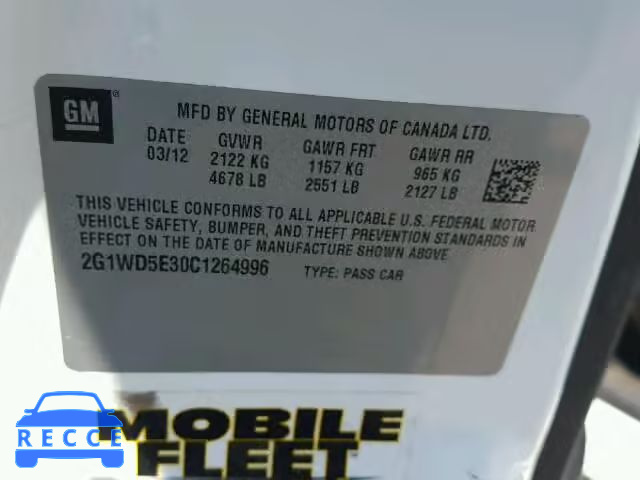 GM ®
MFD BY GENERAL MOTORS OF CANADA LTD.
DATE GVWR GAWR FRT GAWR RR
03/12 2122 KG 1157 KG 965 KG
4678 LB 2551 LB 2127 LB
THIS VEHICLE CONFORMS TO ALL APPLICABLE U.S. FEDERAL MOTOR
VEHICLE SAFETY, BUMPER, AND THEFT PREVENTION STANDARDS IN
EFFECT ON THE DATE OF MANUFACTURE SHOWN ABOVE.
2G1WD5E30C1264996 TYPE: PASS CAR
MOBILE
FLEET
RECCE